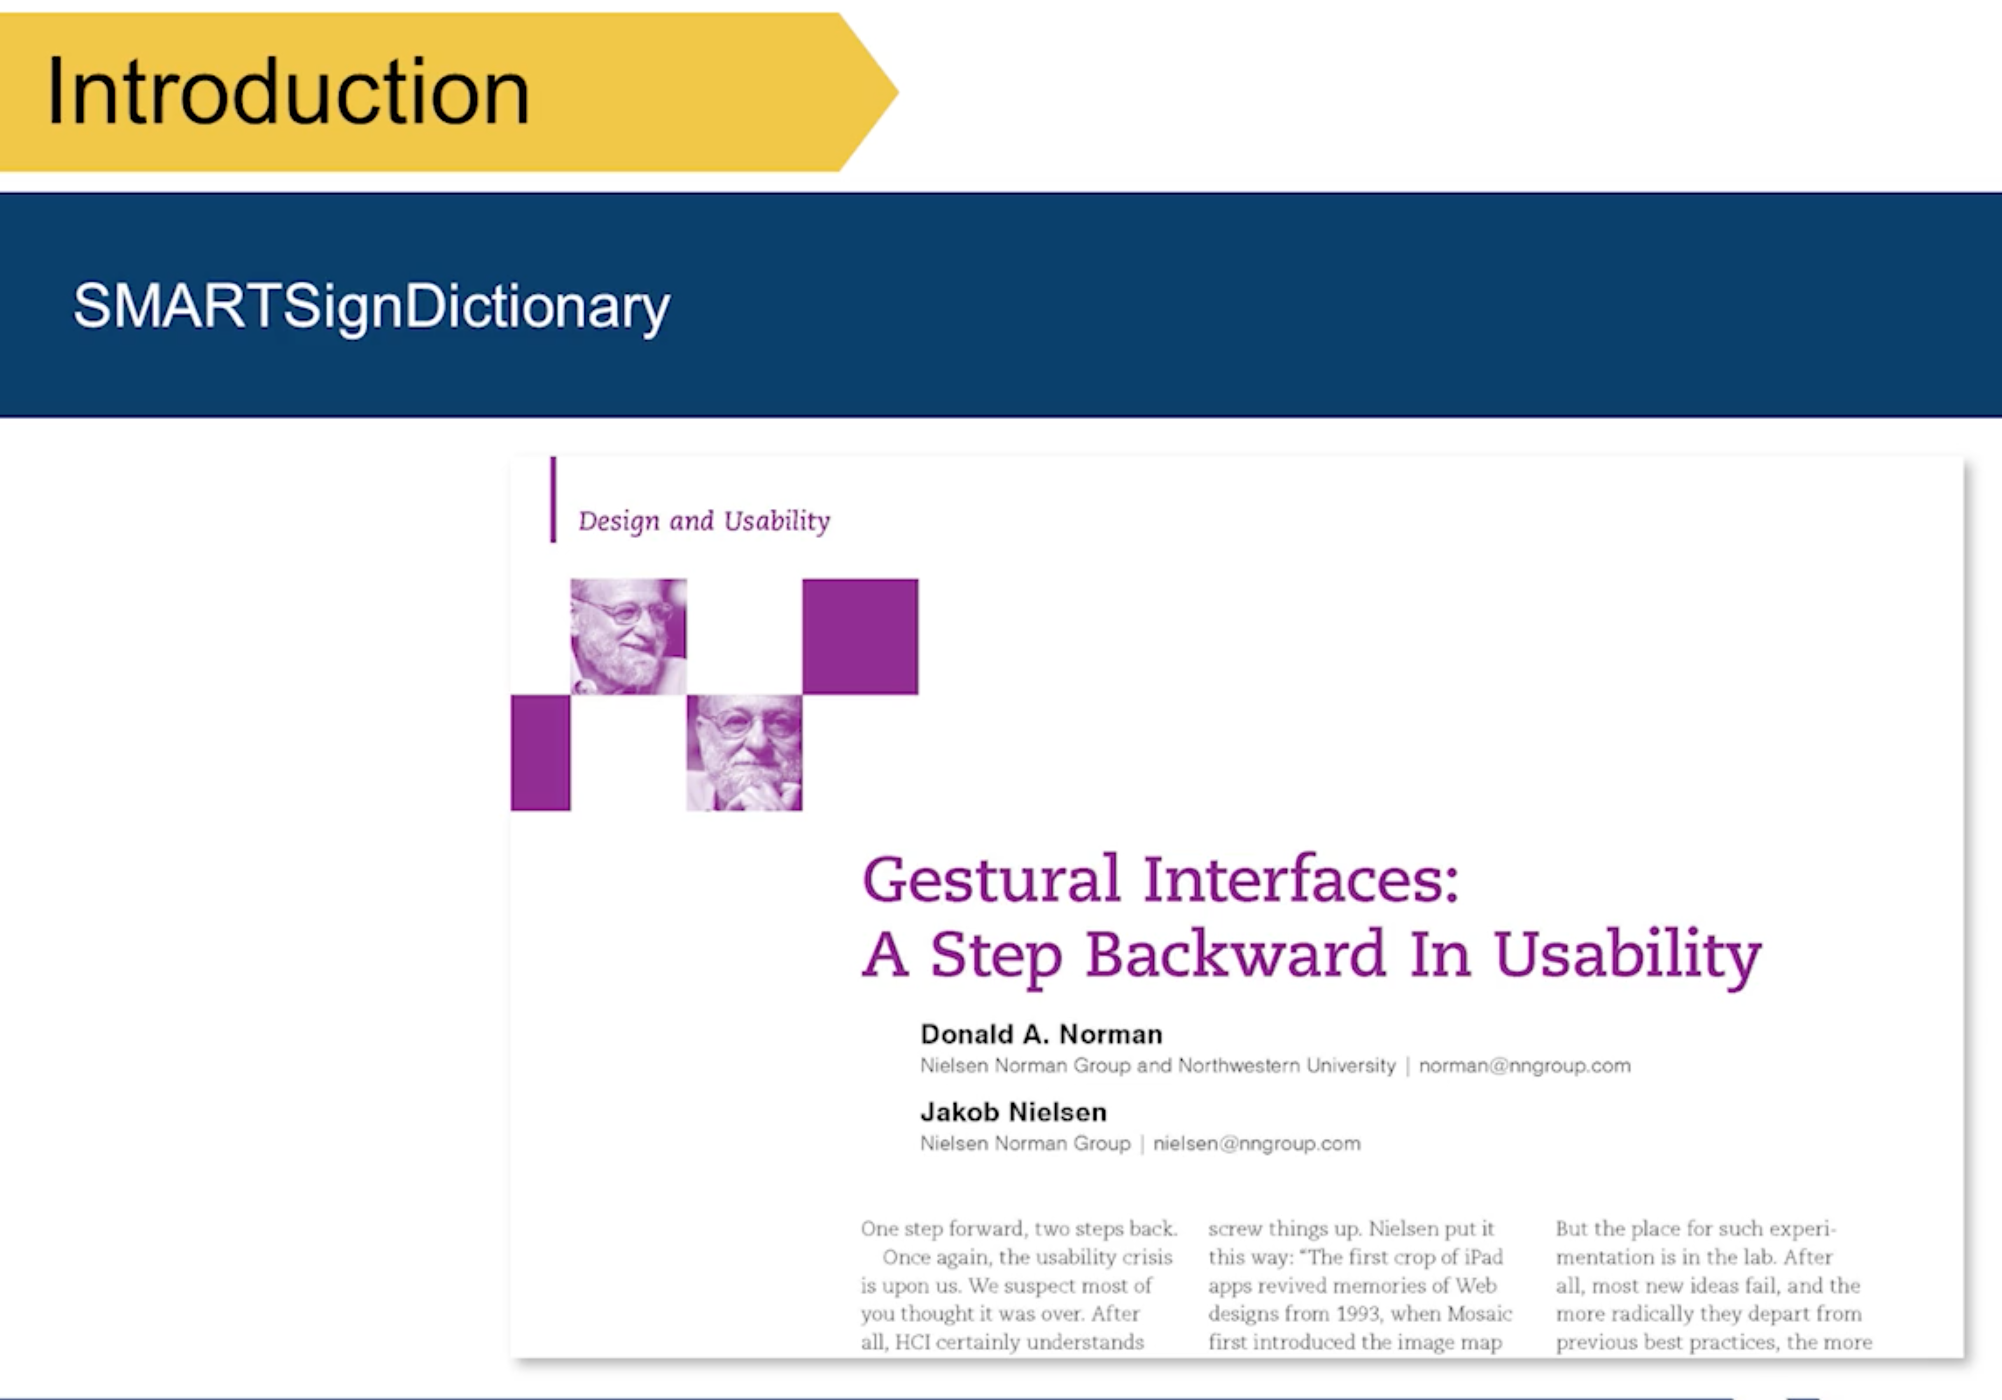 Introduction
SMARTSignDictionary
Design and Usability
Gestural Interfaces:
A Step Backward In Usability
Donald A. Norman
Nielsen Norman Group and Northwestern University | norman@nngroup.com
Jakob Nielsen
Nielsen Norman Group | nielsen@nngroup.com
One step forward, two steps back.
Once again, the usability crisis
is upon us. We suspect most of
you thought it was over. After
all, HCI certainly understands
screw things up. Nielsen put it
this way: “The first crop of iPad
apps revived memories of Web
designs from 1993, when Mosaic
first introduced the image map
But the place for such experi-
mentation is in the lab. After
all, most new ideas fail, and the
more radically they depart from
previous best practices, the more